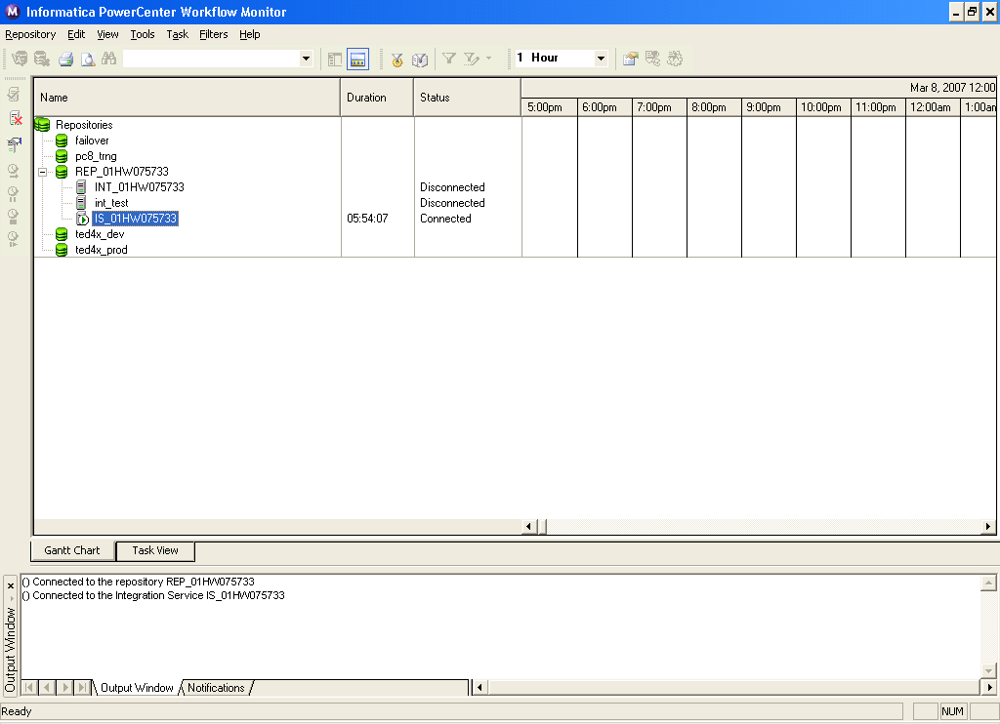 Informatica PowerCenter Workflow Monitor
Repository Edit View Tools Task Filters Help
1 Hour
Name Duration Status
Mar 8, 2007 12:00
5:00pm 6:00pm 7:00pm 8:00pm 9:00pm 10:00pm 11:00pm 12:00am 1:00am
Repositories
failover
pc8_trng
REP_01HW075733
INT_01HW075733 Disconnected
int_test Disconnected
IS_01HW075733 05:54:07 Connected
ted4x_dev
ted4x_prod
Gantt Chart Task View
() Connected to the repository REP_01HW075733
() Connected to the Integration Service IS_01HW075733
Output Window
Output Window Notifications
Ready NUM